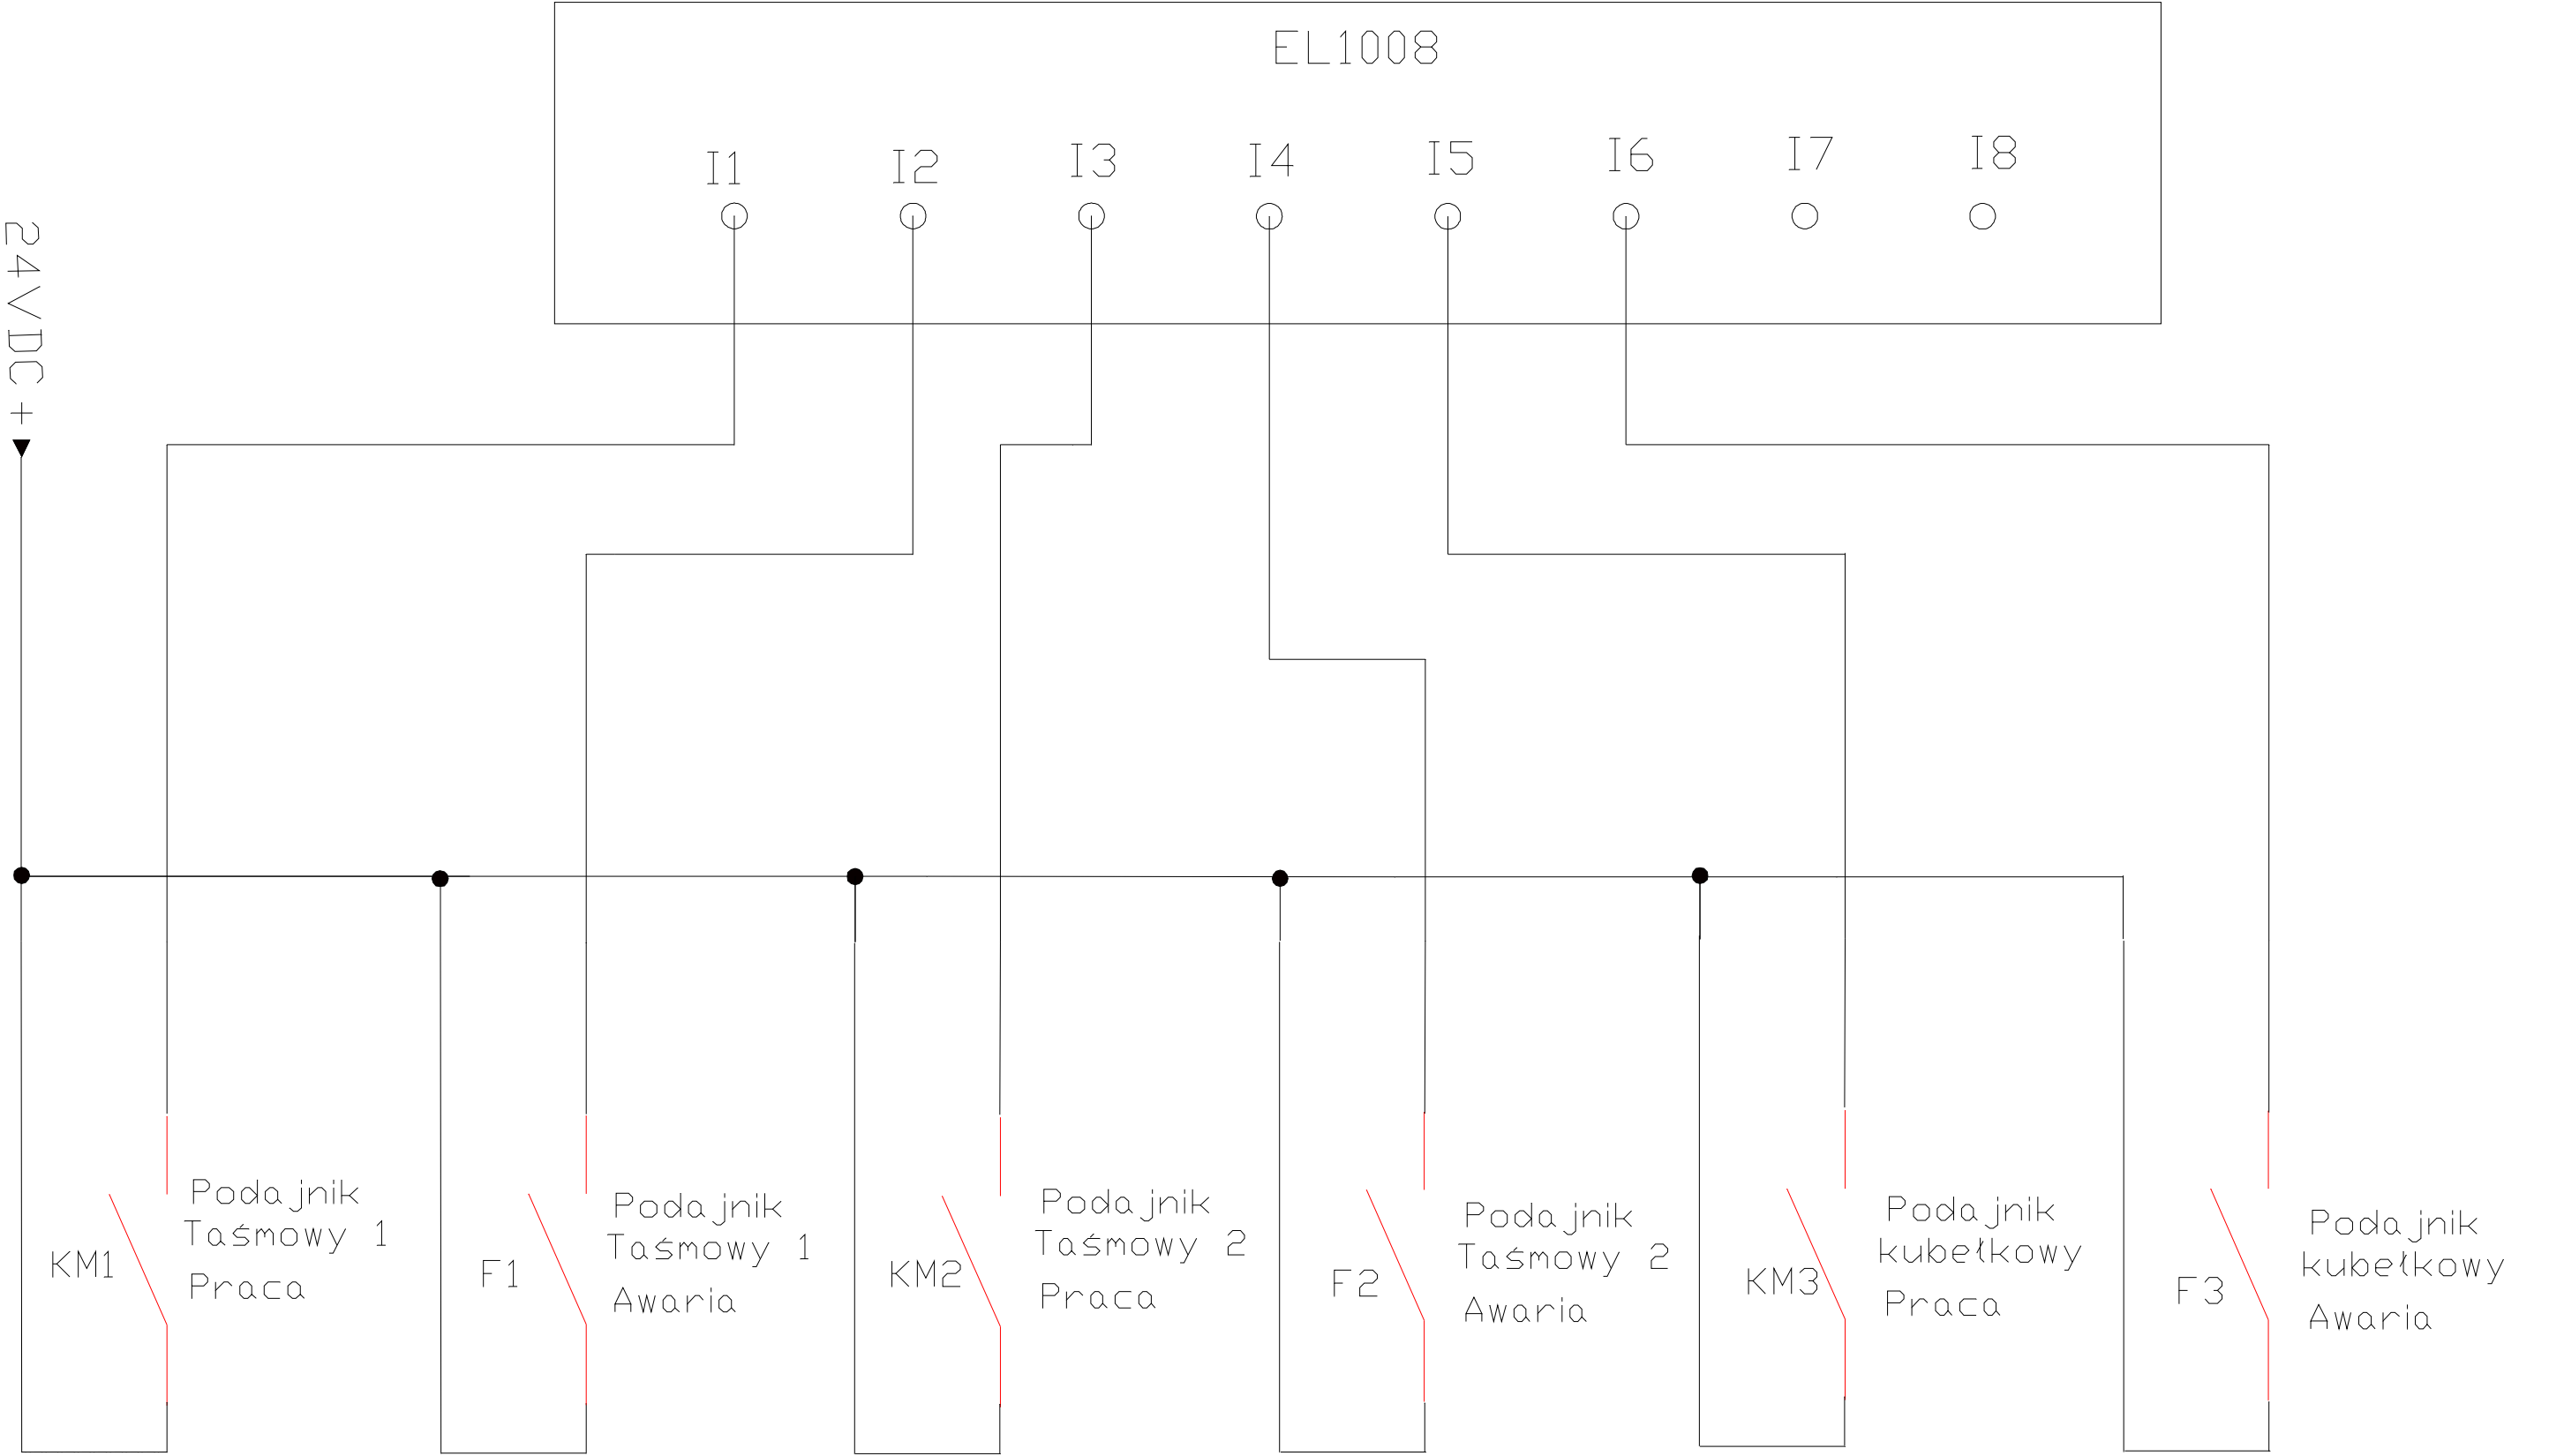 EL1008
I1
I2
I3
I4
I5
I6
I7
I8
24VDC+
KM1
Podajnik
Taśmowy 1
Praca
F1
Podajnik
Taśmowy 1
Awaria
KM2
Podajnik
Taśmowy 2
Praca
F2
Podajnik
Taśmowy 2
Awaria
KM3
Podajnik
kubełkowy
Praca
F3
Podajnik
kubełkowy
Awaria